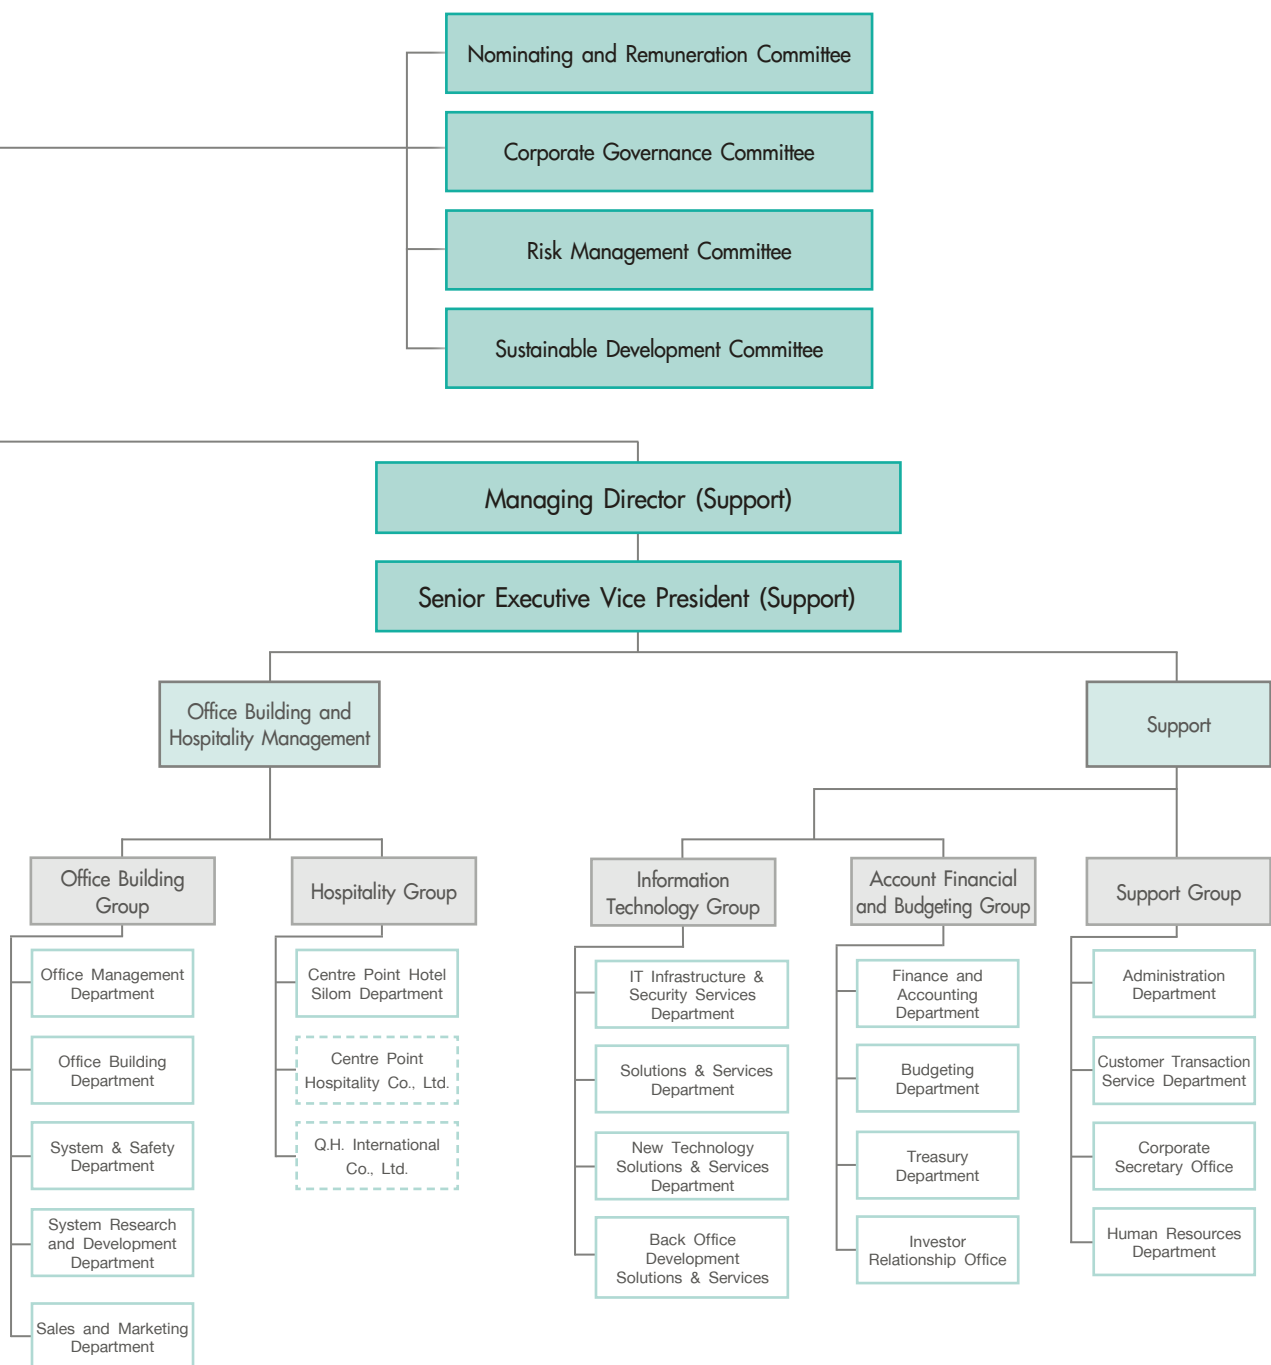 Nominating and Remuneration Committee
Corporate Governance Committee
Risk Management Committee
Sustainable Development Committee
Managing Director (Support)
Senior Executive Vice President (Support)
Office Building and
Hospitality Management
Support
Office Building
Group
Hospitality Group
Information
Technology Group
Account Financial
and Budgeting Group
Support Group
Office Management
Department
Office Building
Department
System & Safety
Department
System Research
and Development
Department
Sales and Marketing
Department
Centre Point Hotel
Silom Department
Centre Point
Hospitality Co., Ltd.
Q.H. International
Co., Ltd.
IT Infrastructure &
Security Services
Department
Solutions & Services
Department
New Technology
Solutions & Services
Department
Back Office
Development
Solutions & Services
Finance and
Accounting
Department
Budgeting
Department
Treasury
Department
Investor
Relationship Office
Administration
Department
Customer Transaction
Service Department
Corporate
Secretary Office
Human Resources
Department